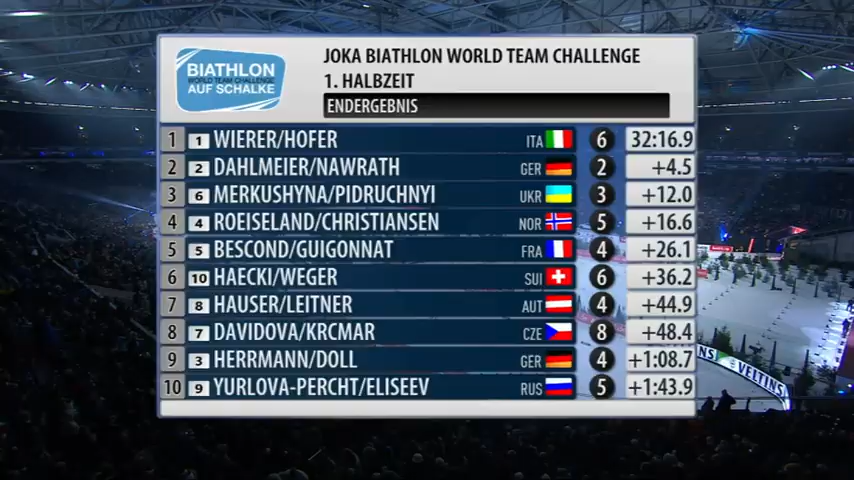 BIATHLON
WORLD TEAM CHALLENGE
AUF SCHALKE
JOKA BIATHLON WORLD TEAM CHALLENGE
1. HALBZEIT
ENDERGEBNIS
1 1 WIERER/HOFER ITA 6 32:16.9
2 2 DAHLMEIER/NAWRATH GER 2 +4.5
3 6 MERKUSHYNA/PIDRUCHNYI UKR 3 +12.0
4 4 ROEISELAND/CHRISTIANSEN NOR 5 +16.6
5 5 BESCOND/GUIGONNAT FRA 4 +26.1
6 10 HAECKI/WEGER SUI 6 +36.2
7 8 HAUSER/LEITNER AUT 4 +44.9
8 7 DAVIDOVA/KRCMAR CZE 8 +48.4
9 3 HERRMANN/DOLL GER 4 +1:08.7
10 9 YURLOVA-PERCHT/ELISEEV RUS 5 +1:43.9
VELTINS